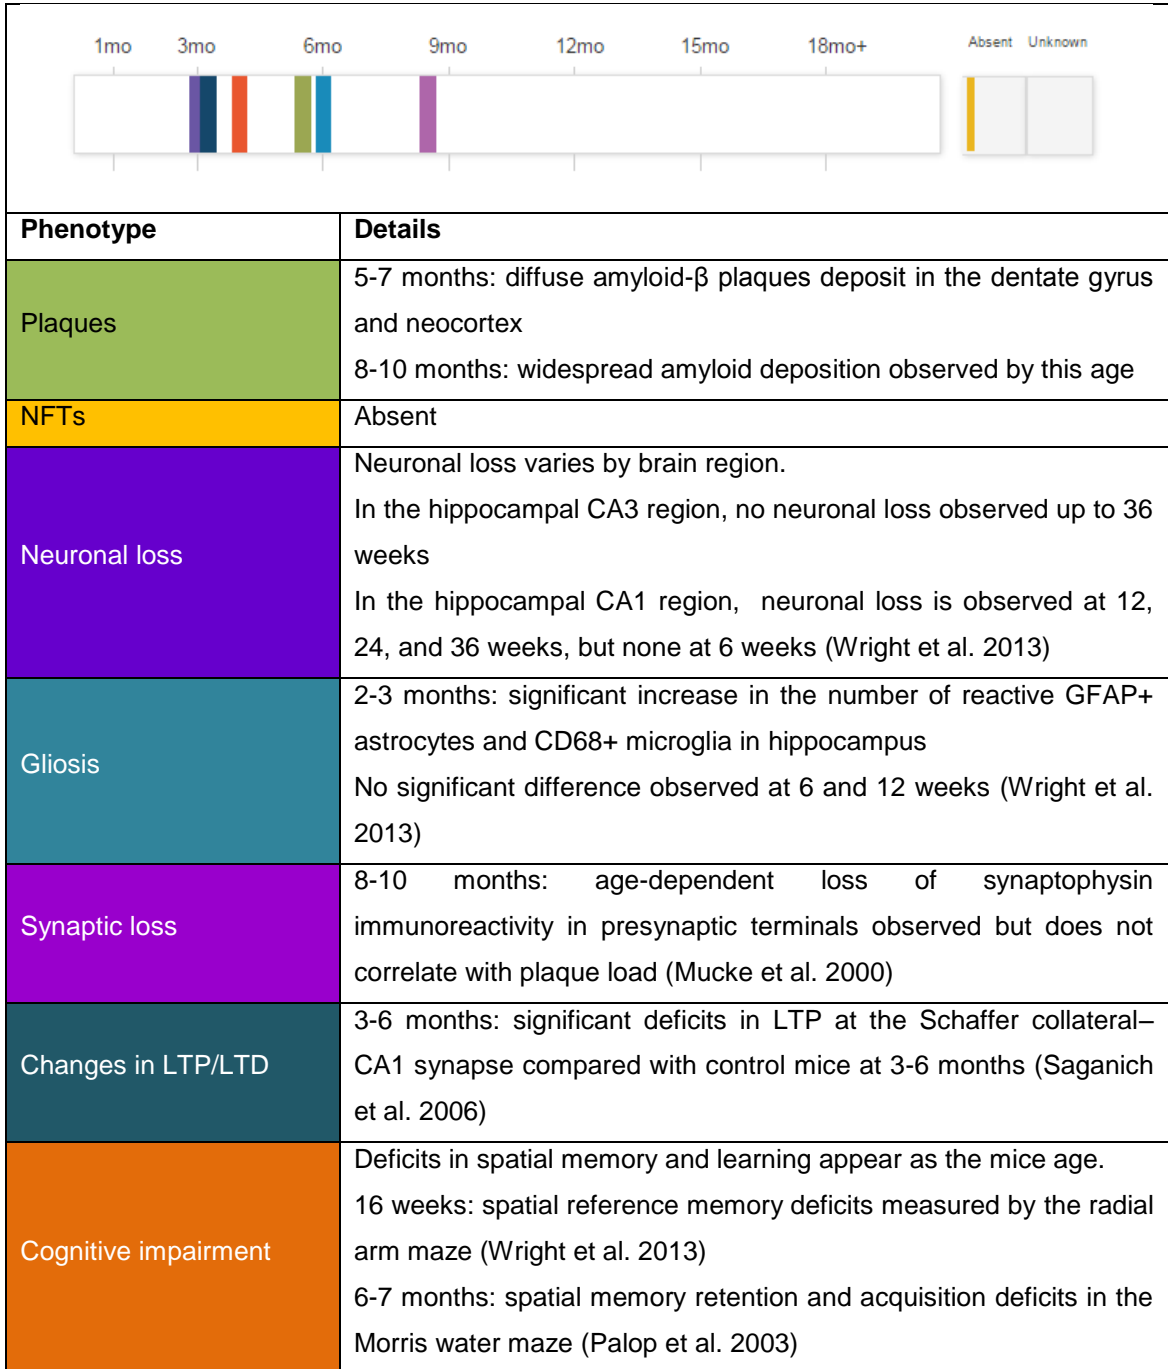 1mo 3mo 6mo 9mo 12mo 15mo 18mo+ Absent Unknown
Phenotype Details
Plaques
5-7 months: diffuse amyloid-β plaques deposit in the dentate gyrus
and neocortex
8-10 months: widespread amyloid deposition observed by this age
NFTs Absent
Neuronal loss
Neuronal loss varies by brain region.
In the hippocampal CA3 region, no neuronal loss observed up to 36
weeks
In the hippocampal CA1 region, neuronal loss is observed at 12,
24, and 36 weeks, but none at 6 weeks (Wright et al. 2013)
Gliosis
2-3 months: significant increase in the number of reactive GFAP+
astrocytes and CD68+ microglia in hippocampus
No significant difference observed at 6 and 12 weeks (Wright et al.
2013)
Synaptic loss
8-10 months: age-dependent loss of synaptophysin
immunoreactivity in presynaptic terminals observed but does not
correlate with plaque load (Mucke et al. 2000)
Changes in LTP/LTD
3-6 months: significant deficits in LTP at the Schaffer collateral–
CA1 synapse compared with control mice at 3-6 months (Saganich
et al. 2006)
Cognitive impairment
Deficits in spatial memory and learning appear as the mice age.
16 weeks: spatial reference memory deficits measured by the radial
arm maze (Wright et al. 2013)
6-7 months: spatial memory retention and acquisition deficits in the
Morris water maze (Palop et al. 2003)